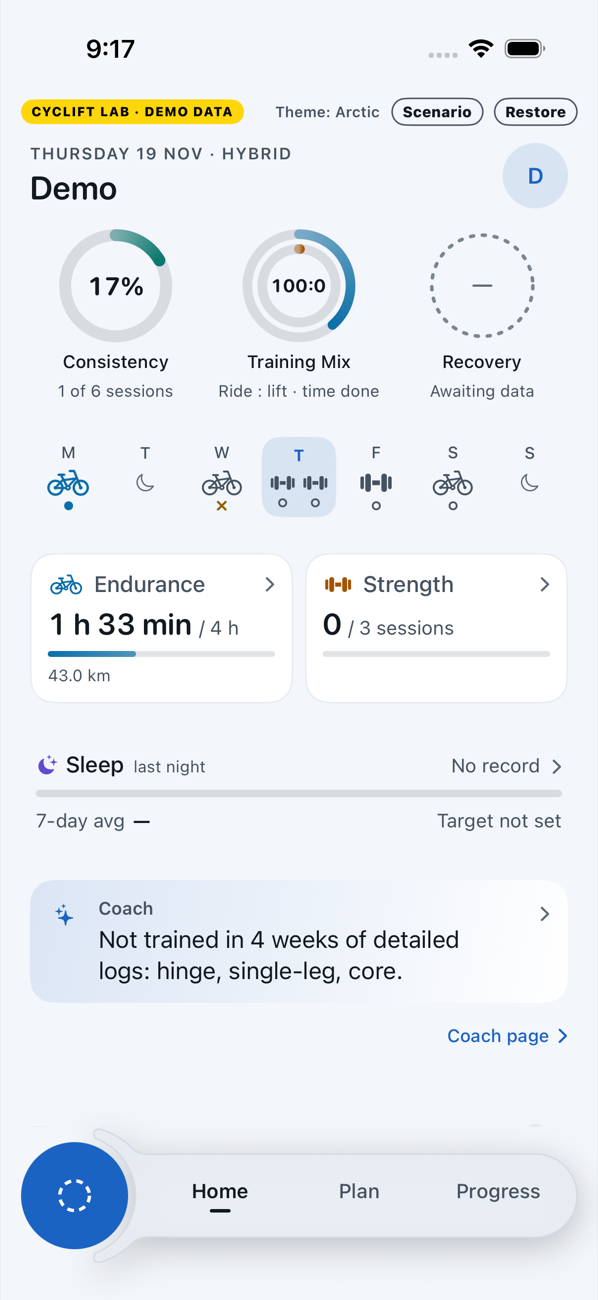 9:17
CYCLIFT LAB · DEMO DATA Theme: Arctic Scenario Restore
THURSDAY 19 NOV · HYBRID
Demo
D
17% 100:0 —
Consistency Training Mix Recovery
1 of 6 sessions Ride : lift · time done Awaiting data
M T W T F S S
Endurance Strength
1 h 33 min / 4 h 0 / 3 sessions
43.0 km
Sleep last night No record
7-day avg — Target not set
Coach
Not trained in 4 weeks of detailed
logs: hinge, single-leg, core.
Coach page
Home Plan Progress